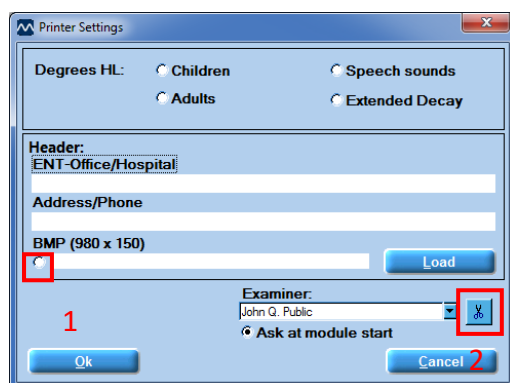 Printer Settings
Degrees HL: Children Speech sounds
Adults Extended Decay
Header:
ENT-Office/Hospital
Address/Phone
BMP (980 x 150)
Load
Examiner:
John Q. Public
1
Ask at module start
Ok Cancel 2